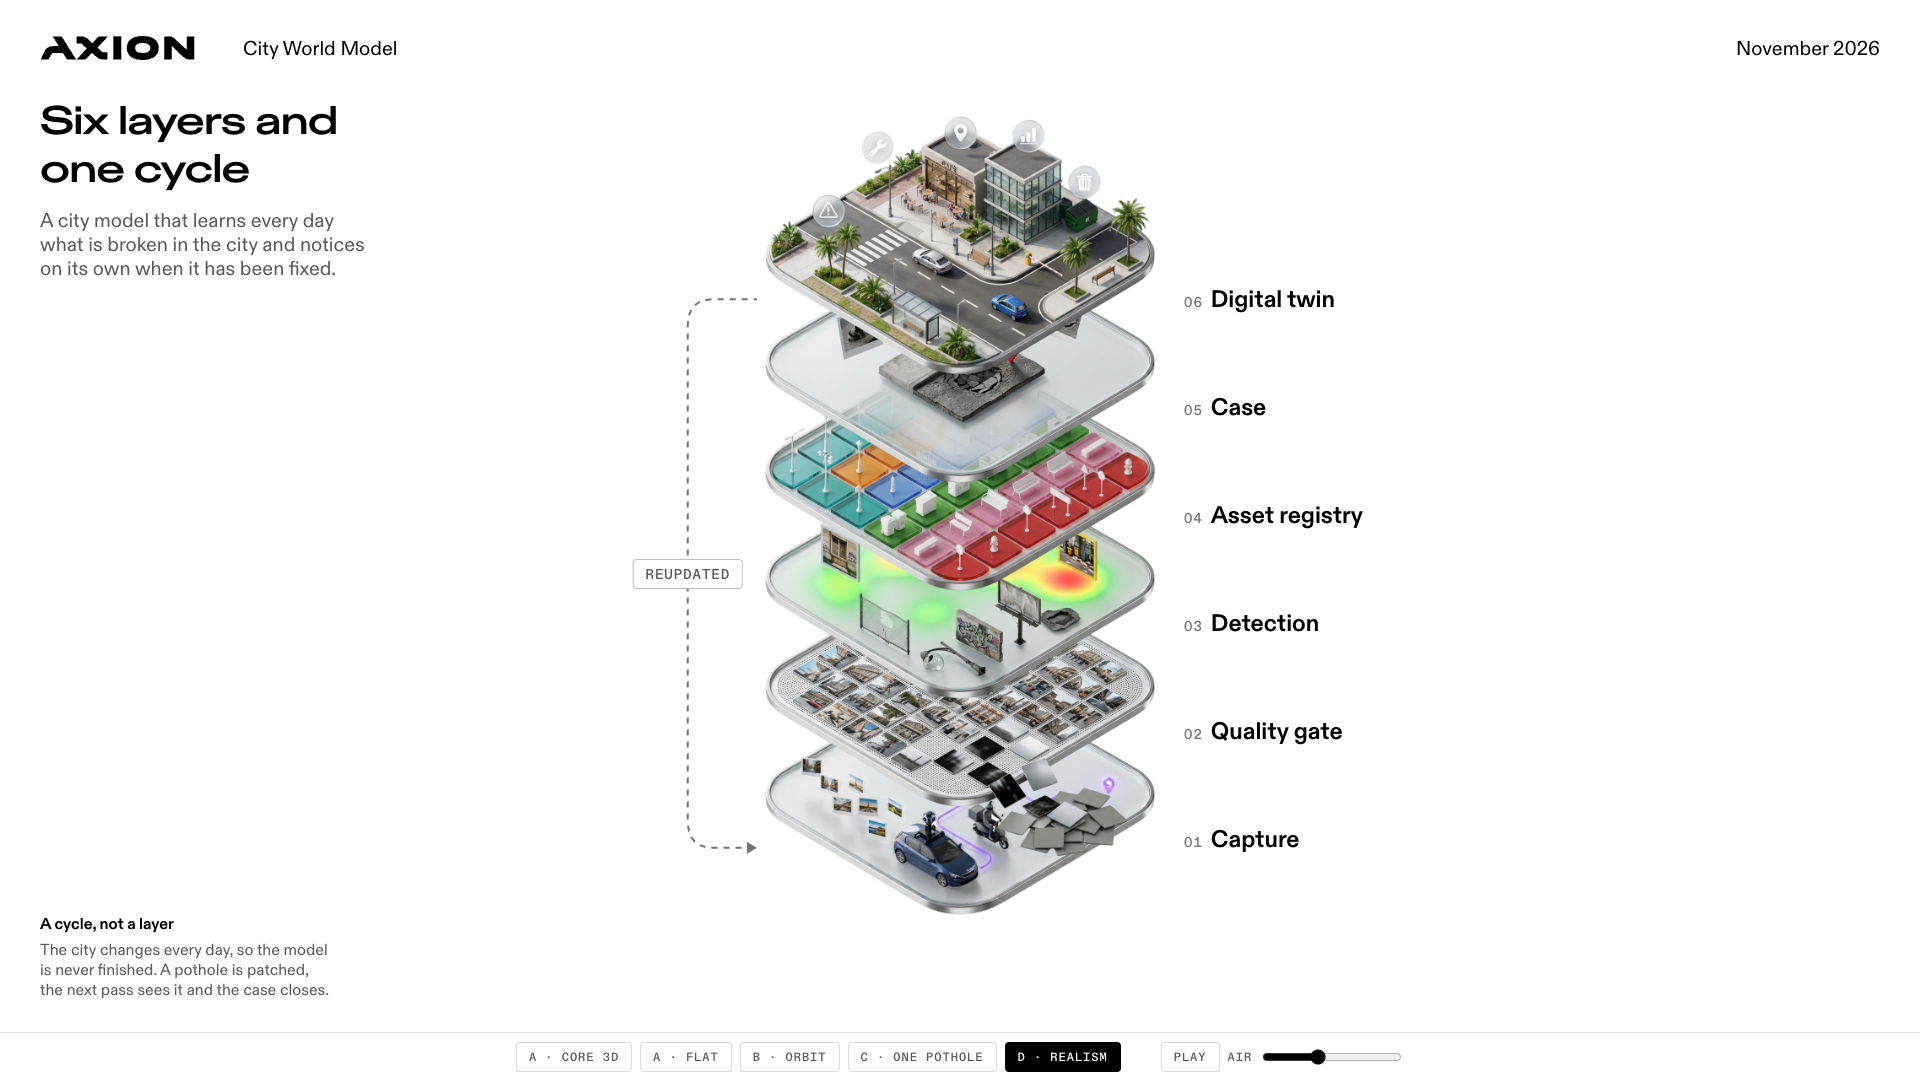 AXION
City World Model
November 2026
Six layers and
one cycle
A city model that learns every day
what is broken in the city and notices
on its own when it has been fixed.
06 Digital twin
05 Case
04 Asset registry
REUPDATED
03 Detection
02 Quality gate
01 Capture
A cycle, not a layer
The city changes every day, so the model
is never finished. A pothole is patched,
the next pass sees it and the case closes.
A · CORE 3D
A · FLAT
B · ORBIT
C · ONE POTHOLE
D · REALISM
PLAY
AIR